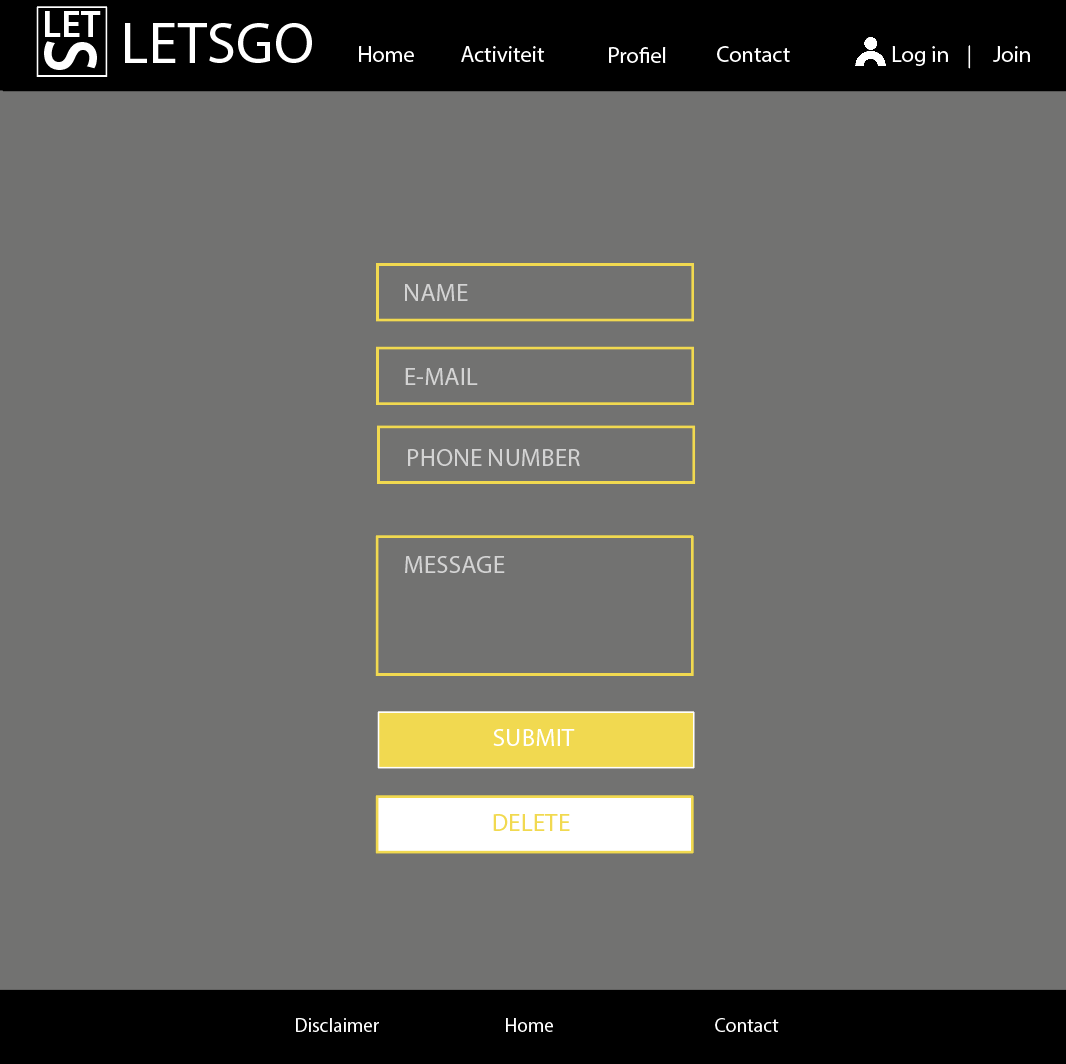 LET
S
LETSGO
Home Activiteit Profiel Contact Log in | Join
NAME
E-MAIL
PHONE NUMBER
MESSAGE
SUBMIT
DELETE
Disclaimer Home Contact